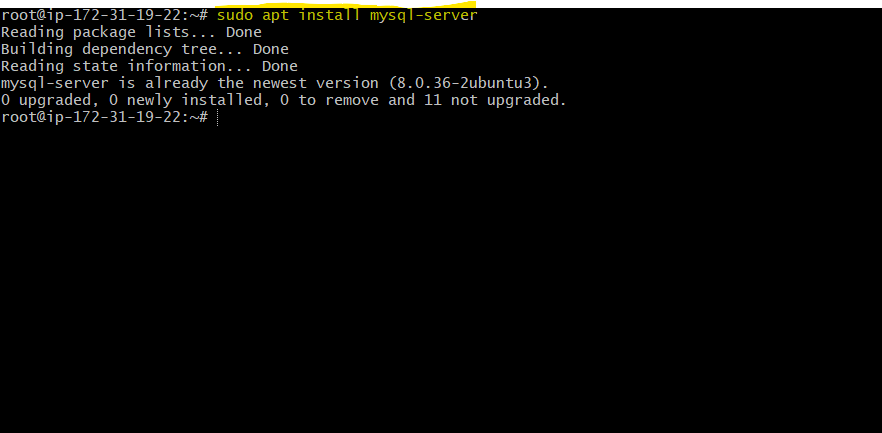 root@ip-172-31-19-22:~# sudo apt install mysql-server
Reading package lists... Done
Building dependency tree... Done
Reading state information... Done
mysql-server is already the newest version (8.0.36-2ubuntu3).
0 upgraded, 0 newly installed, 0 to remove and 11 not upgraded.
root@ip-172-31-19-22:~#